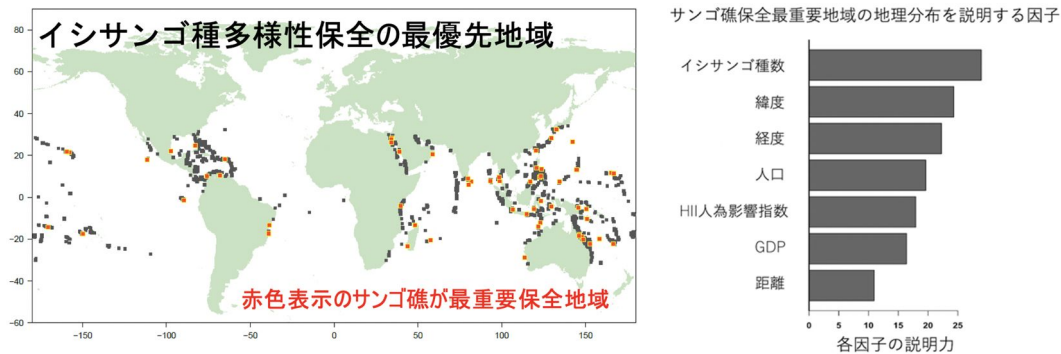 イシサンゴ種多様性保全の最優先地域
80
60
40
20
0
−20
−40
−60
−150
−100
−50
0
50
100
150
赤色表示のサンゴ礁が最重要保全地域
サンゴ礁保全最重要地域の地理分布を説明する因子
イシサンゴ種数
緯度
経度
人口
HII人為影響指数
GDP
距離
0 5 10 15 20 25
各因子の説明力